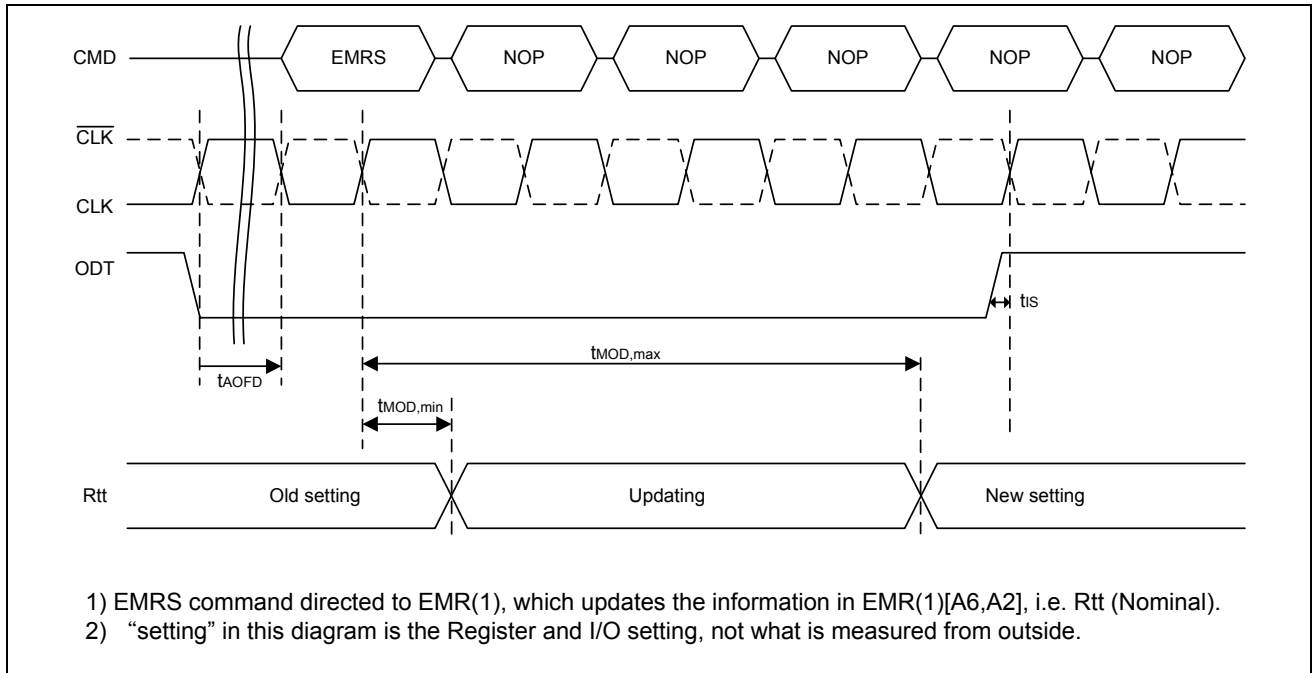 CMD EMRS NOP NOP NOP NOP NOP
CLK
CLK
ODT
tIS
tMOD,max
tAOFD
tMOD,min
Rtt Old setting Updating New setting
1) EMRS command directed to EMR(1), which updates the information in EMR(1)[A6,A2], i.e. Rtt (Nominal).
2) “setting” in this diagram is the Register and I/O setting, not what is measured from outside.